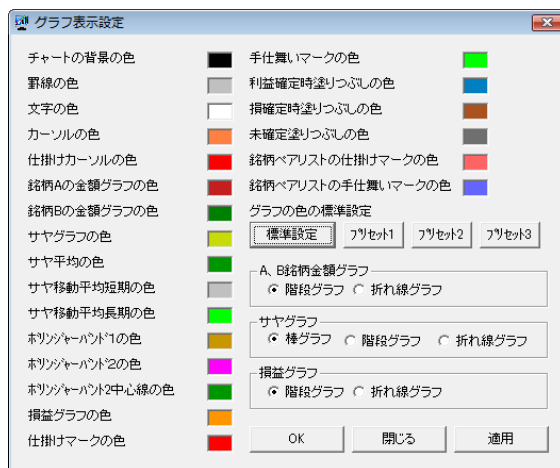 グラフ表示設定
チャートの背景の色
罫線の色
文字の色
カーソルの色
仕掛けカーソルの色
銘柄Aの金額グラフの色
銘柄Bの金額グラフの色
サヤグラフの色
サヤ平均の色
サヤ移動平均短期の色
サヤ移動平均長期の色
ボリンジャーバンド1の色
ボリンジャーバンド2の色
ボリンジャーバンド2中心線の色
損益グラフの色
仕掛けマークの色
手仕舞いマークの色
利益確定時塗りつぶしの色
損確定時塗りつぶしの色
未確定塗りつぶしの色
銘柄ペアリストの仕掛けマークの色
銘柄ペアリストの手仕舞いマークの色
グラフの色の標準設定
標準設定 プリセット1 プリセット2 プリセット3
A、B銘柄金額グラフ
階段グラフ 折れ線グラフ
サヤグラフ
棒グラフ 階段グラフ 折れ線グラフ
損益グラフ
階段グラフ 折れ線グラフ
OK 閉じる 適用